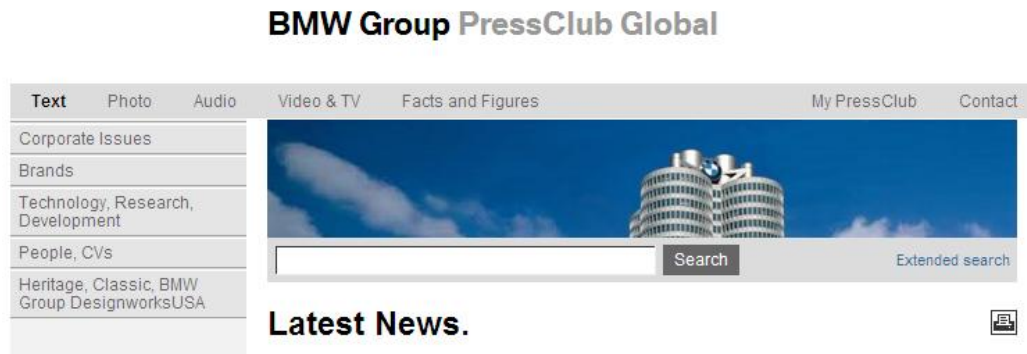 BMW Group PressClub Global
Text Photo Audio Video & TV Facts and Figures My PressClub Contact
Corporate Issues
Brands
Technology, Research,
Development
People, CVs
Heritage, Classic, BMW
Group DesignworksUSA
Search Extended search
Latest News.